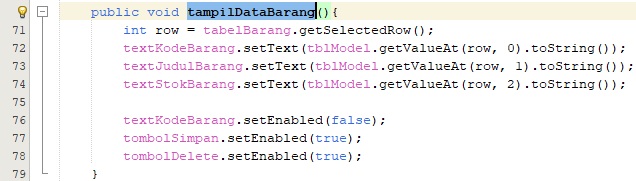 public void tampilDataBarang(){
71 int row = tabelBarang.getSelectedRow();
72 textKodeBarang.setText(tblModel.getValueAt(row, 0).toString());
73 textJudulBarang.setText(tblModel.getValueAt(row, 1).toString());
74 textStokBarang.setText(tblModel.getValueAt(row, 2).toString());
75
76 textKodeBarang.setEnabled(false);
77 tombolSimpan.setEnabled(true);
78 tombolDelete.setEnabled(true);
79 }